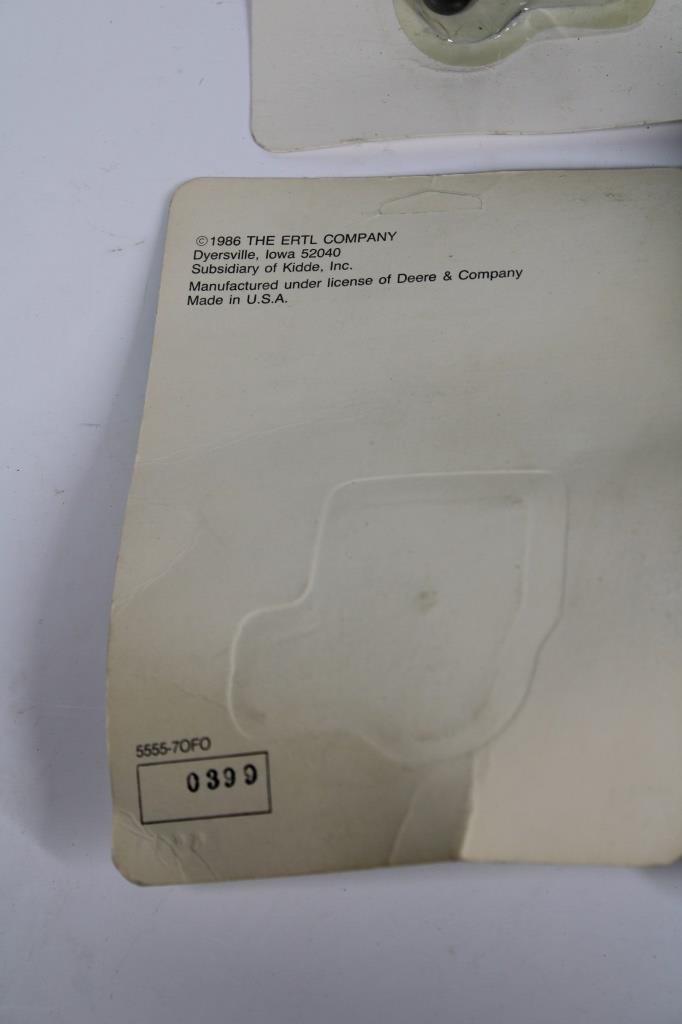 ©1986 THE ERTL COMPANY
Dyersville, Iowa 52040
Subsidiary of Kidde, Inc.
Manufactured under license of Deere & Company
Made in U.S.A.
5555-7OFO
0399